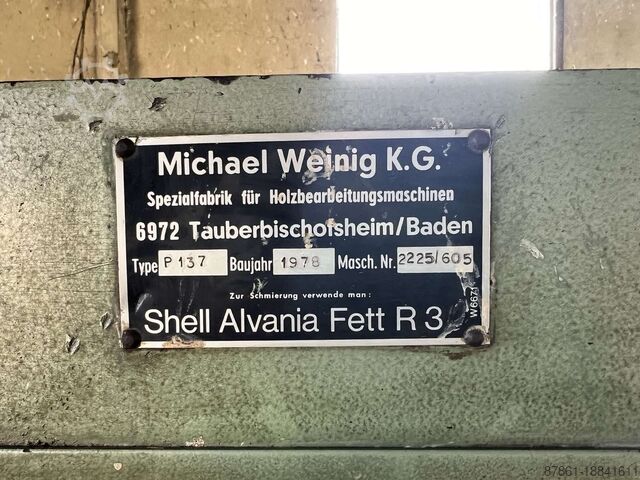 Michael Weinig K.G.
Spezialfabrik für Holzbearbeitungsmaschinen
6972 Tauberbischofsheim/Baden
Type P 137 Baujahr 1978 Masch. Nr. 2225/605
Zur Schmierung verwende man:
Shell Alvania Fett R 3
W6671
87861-18841611